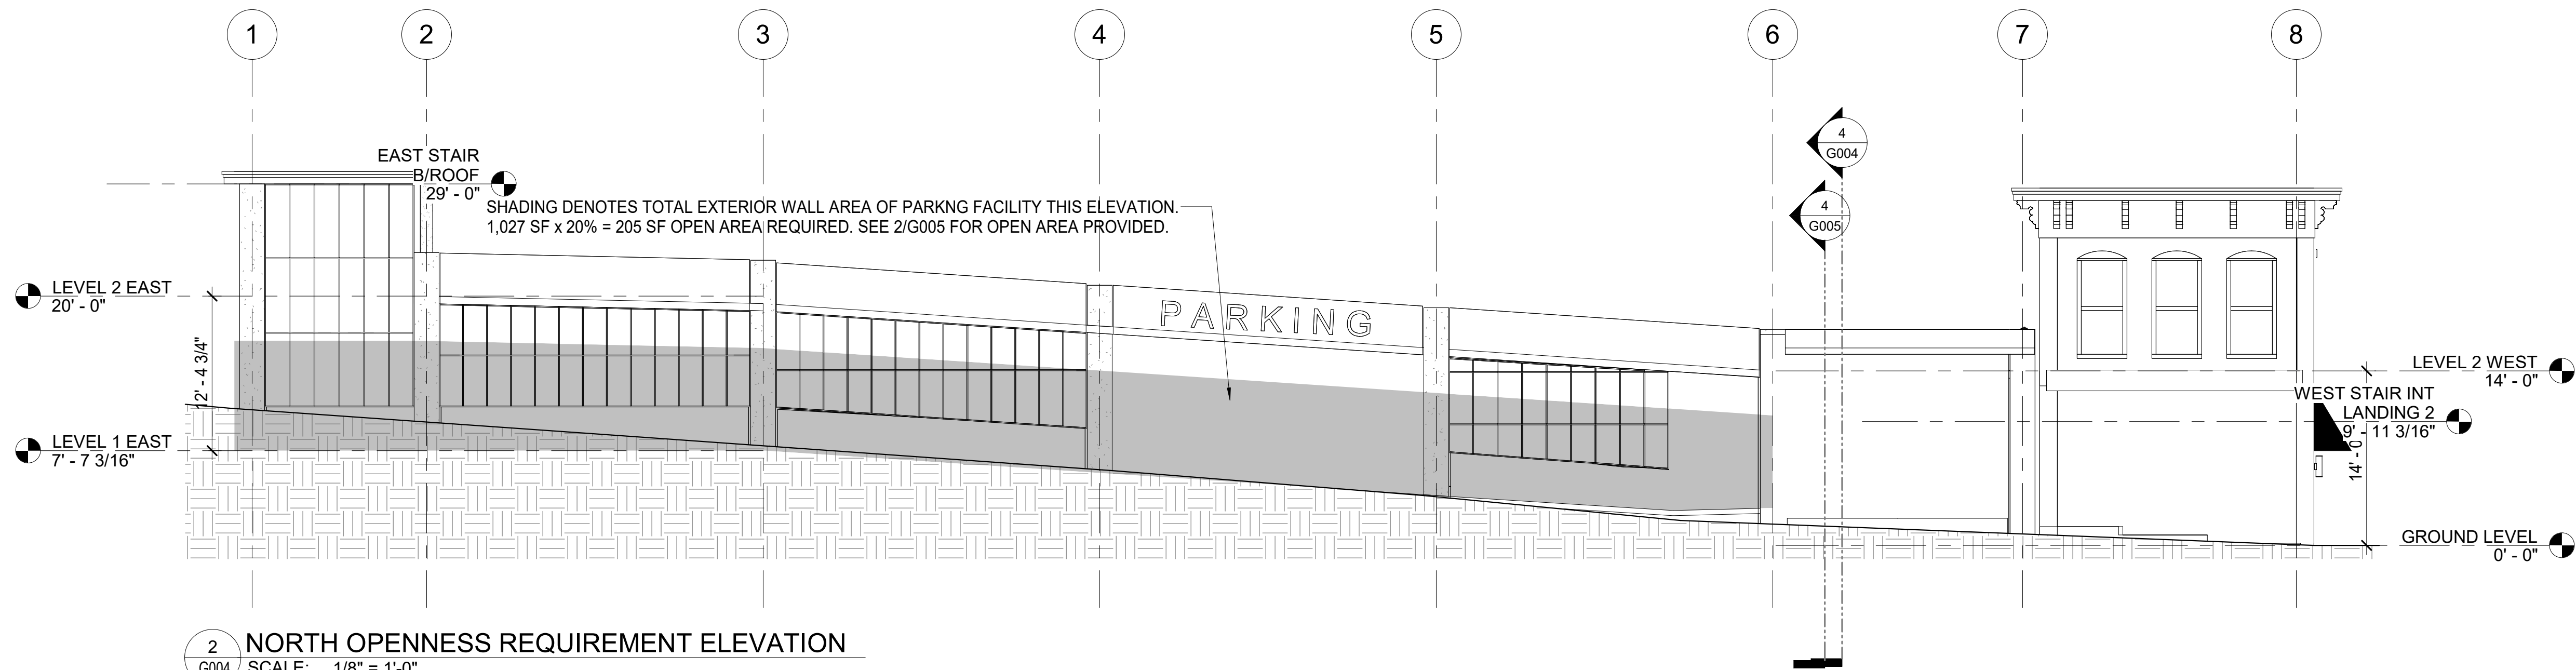 1 2 3 4 5 6 7 8
4
G004
EAST STAIR
B/ROOF
29' - 0"
SHADING DENOTES TOTAL EXTERIOR WALL AREA OF PARKNG FACILITY THIS ELEVATION.
1,027 SF x 20% = 205 SF OPEN AREA REQUIRED. SEE 2/G005 FOR OPEN AREA PROVIDED.
4
G005
LEVEL 2 EAST
20' - 0"
PARKING
12' - 4 3/4"
LEVEL 2 WEST
14' - 0"
WEST STAIR INT
LANDING 2
9' - 11 3/16"
LEVEL 1 EAST
7' - 7 3/16"
14' - 0"
GROUND LEVEL
0' - 0"
2
G004
NORTH OPENNESS REQUIREMENT ELEVATION
SCALE: 1/8" = 1'-0"